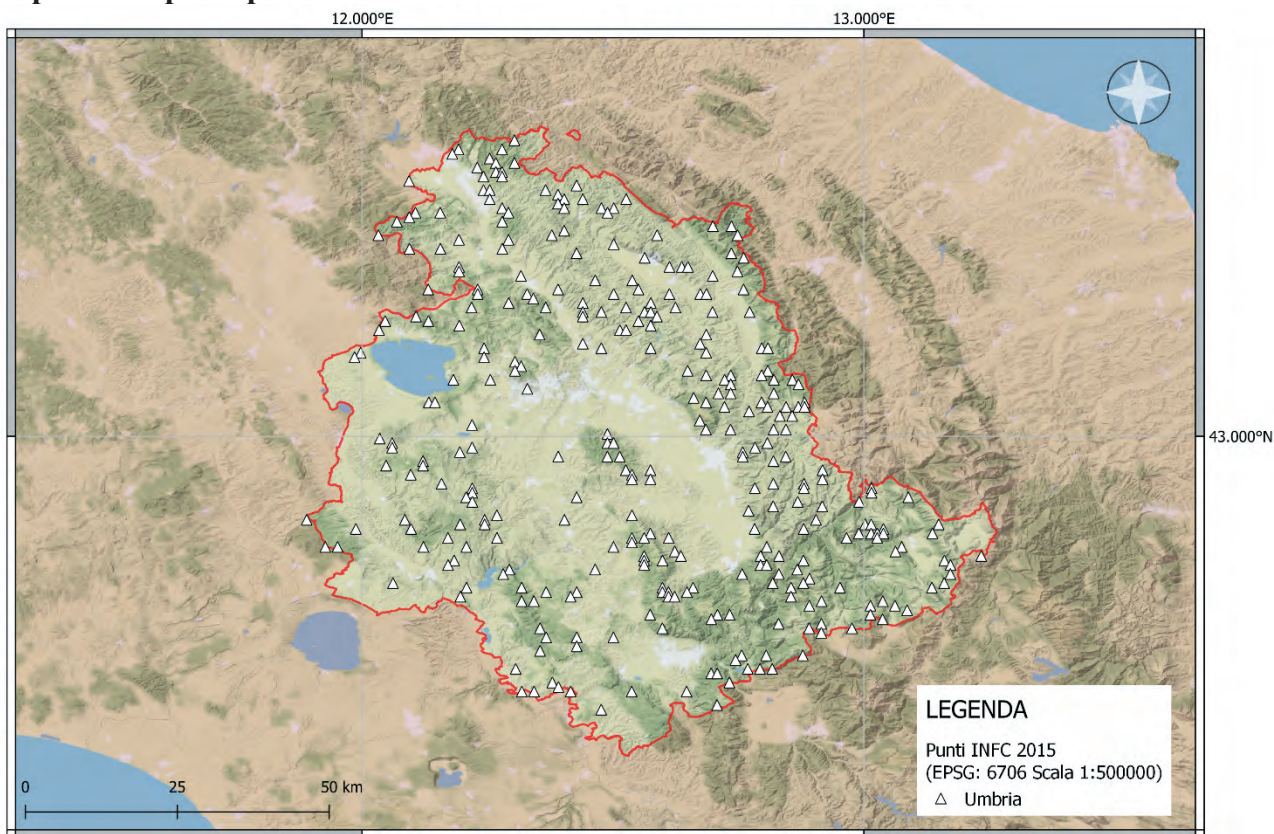 12.000°E
13.000°E
43.000°N
LEGENDA
Punti INFC 2015
(EPSG: 6706 Scala 1:500000)
Umbria
0 25 50 km